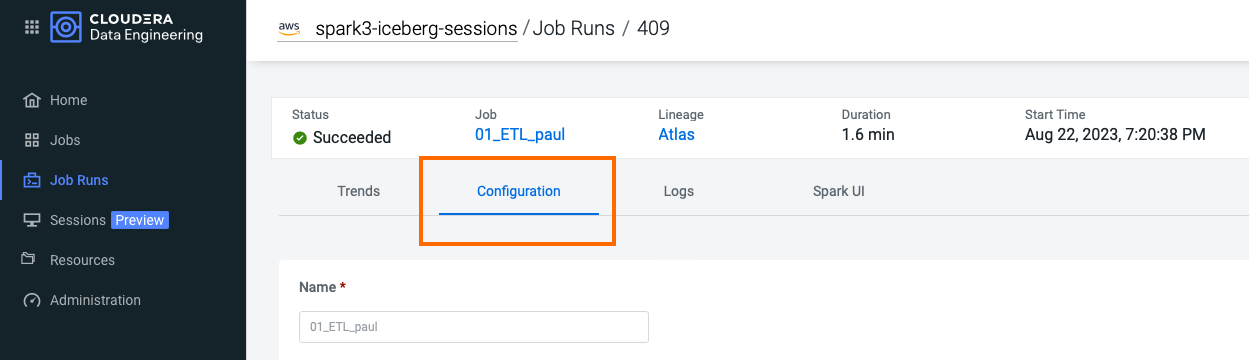 CLOUDERA
Data Engineering
Home
Jobs
Job Runs
Sessions Preview
Resources
Administration
aws spark3-iceberg-sessions / Job Runs / 409
Status Job Lineage Duration Start Time
Succeeded 01_ETL_paul Atlas 1.6 min Aug 22, 2023, 7:20:38 PM
Trends Configuration Logs Spark UI
Name *
01_ETL_paul